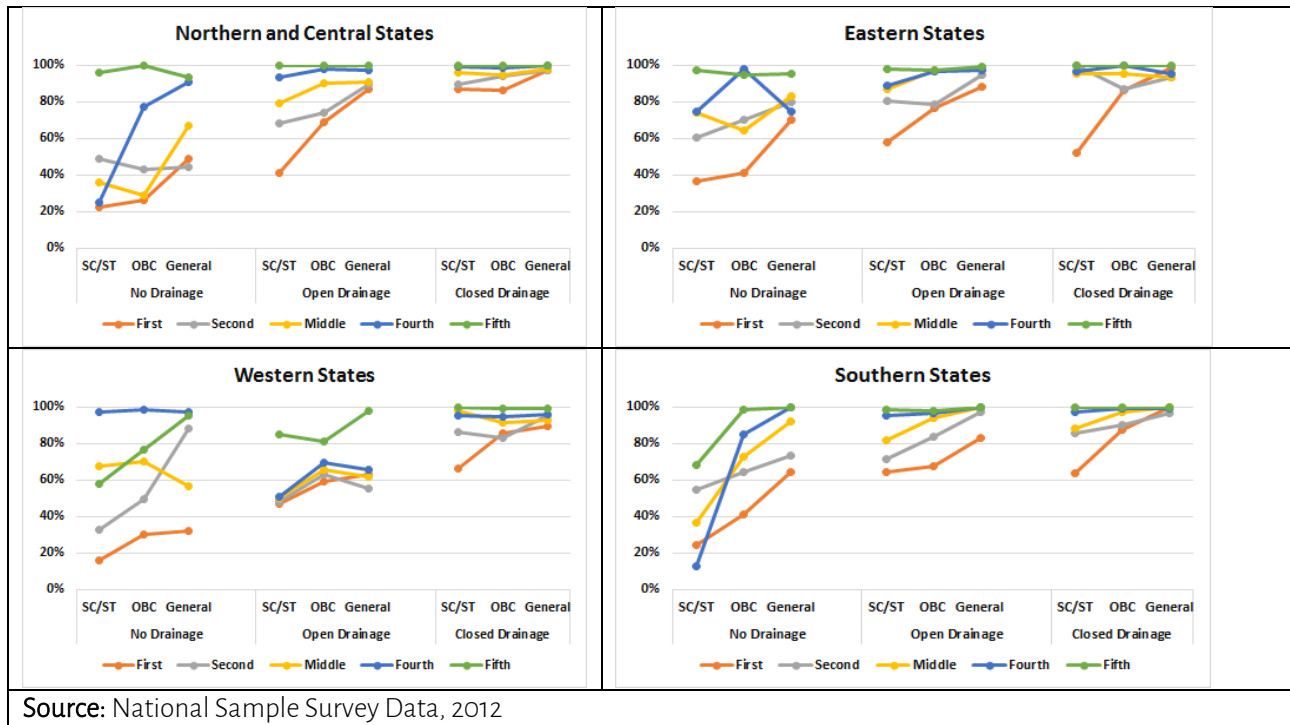 Northern and Central States
100%
80%
60%
40%
20%
0%
SC/ST OBC General SC/ST OBC General SC/ST OBC General
No Drainage Open Drainage Closed Drainage
First Second Middle Fourth Fifth
Eastern States
100%
80%
60%
40%
20%
0%
SC/ST OBC General SC/ST OBC General SC/ST OBC General
No Drainage Open Drainage Closed Drainage
First Second Middle Fourth Fifth
Western States
100%
80%
60%
40%
20%
0%
SC/ST OBC General SC/ST OBC General SC/ST OBC General
No Drainage Open Drainage Closed Drainage
First Second Middle Fourth Fifth
Southern States
100%
80%
60%
40%
20%
0%
SC/ST OBC General SC/ST OBC General SC/ST OBC General
No Drainage Open Drainage Closed Drainage
First Second Middle Fourth Fifth
Source: National Sample Survey Data, 2012